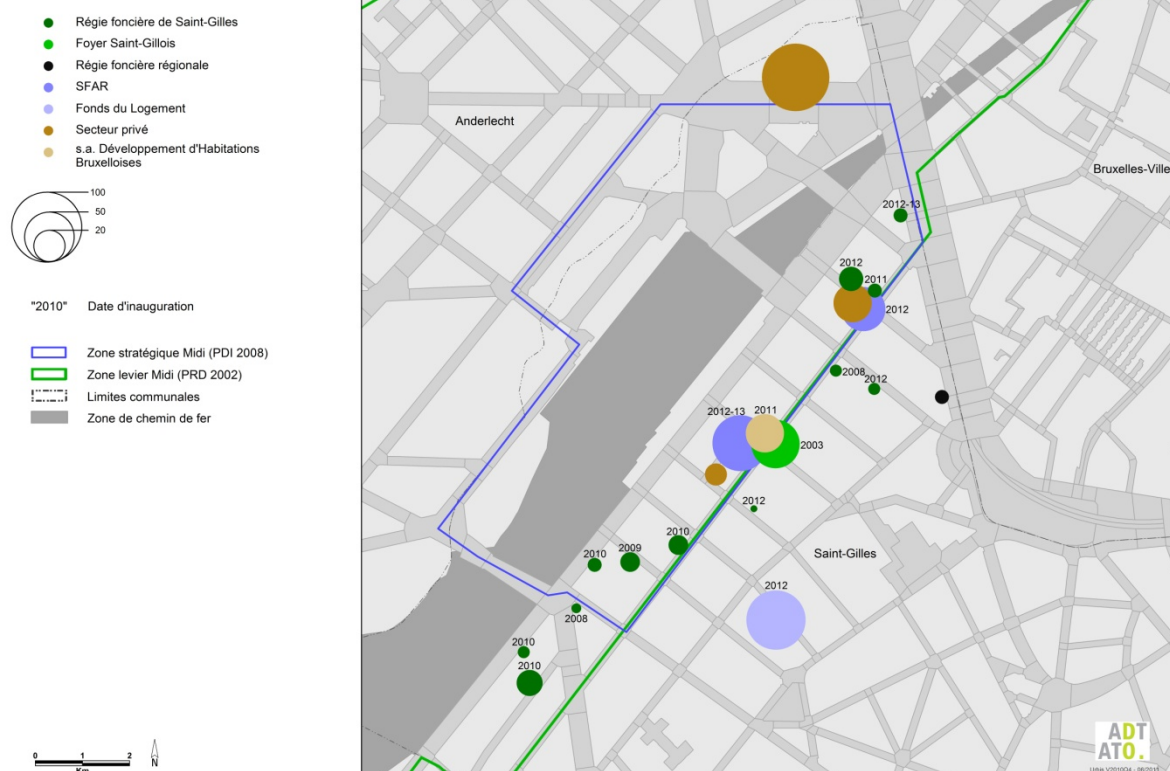 Régie foncière de Saint-Gilles
Foyer Saint-Gillois
Régie foncière régionale
SFAR
Fonds du Logement
Secteur privé
s.a. Développement d'Habitations
Bruxelloises
100
50
20
"2010" Date d'inauguration
Zone stratégique Midi (PDI 2008)
Zone levier Midi (PRD 2002)
Limites communales
Zone de chemin de fer
0 1 2
Km
N
Anderlecht
Bruxelles-Ville
2012-13
2012
2011
2012
2008
2012
2012-13
2011
2003
2012
Saint-Gilles
2010
2009
2010
2012
2008
2010
2010
ADT
ATO.